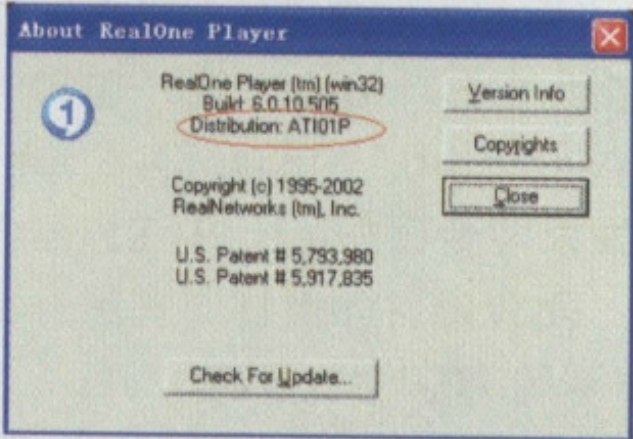 About RealOne Player
RealOne Player (tm) (win32)
Build: 6.0.10.505
Distribution: ATI01P
Copyright (c) 1995-2002
RealNetworks (tm), Inc.
U.S. Patent # 5,793,980
U.S. Patent # 5,917,835
Version Info
Copyrights
Close
Check For Update...
1